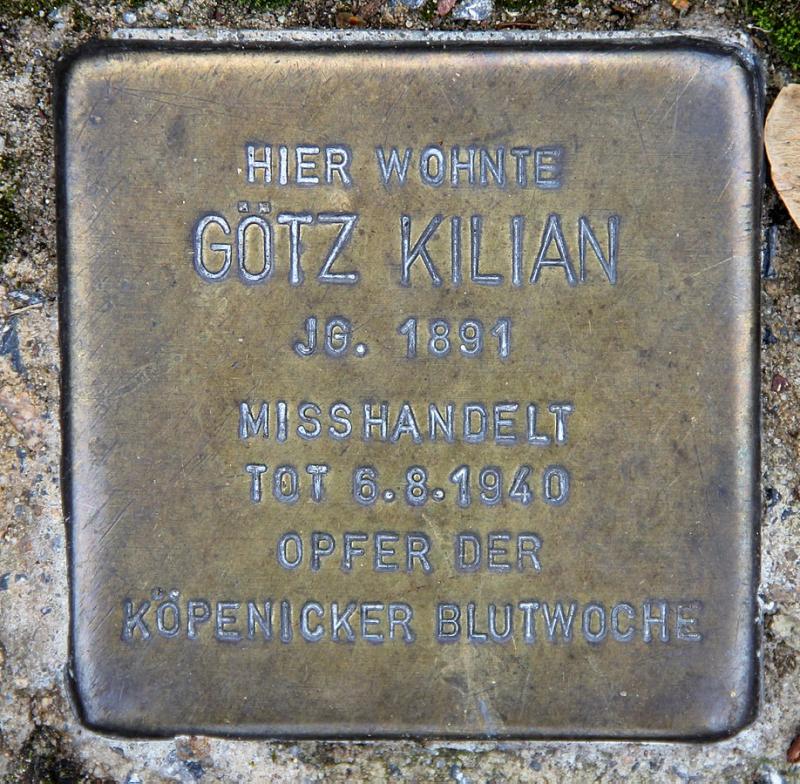 HIER WOHNTE
GÖTZ KILIAN
JG. 1891
MISSHANDELT
TOT 6.8.1940
OPFER DER
KÖPENICKER BLUTWOCHE